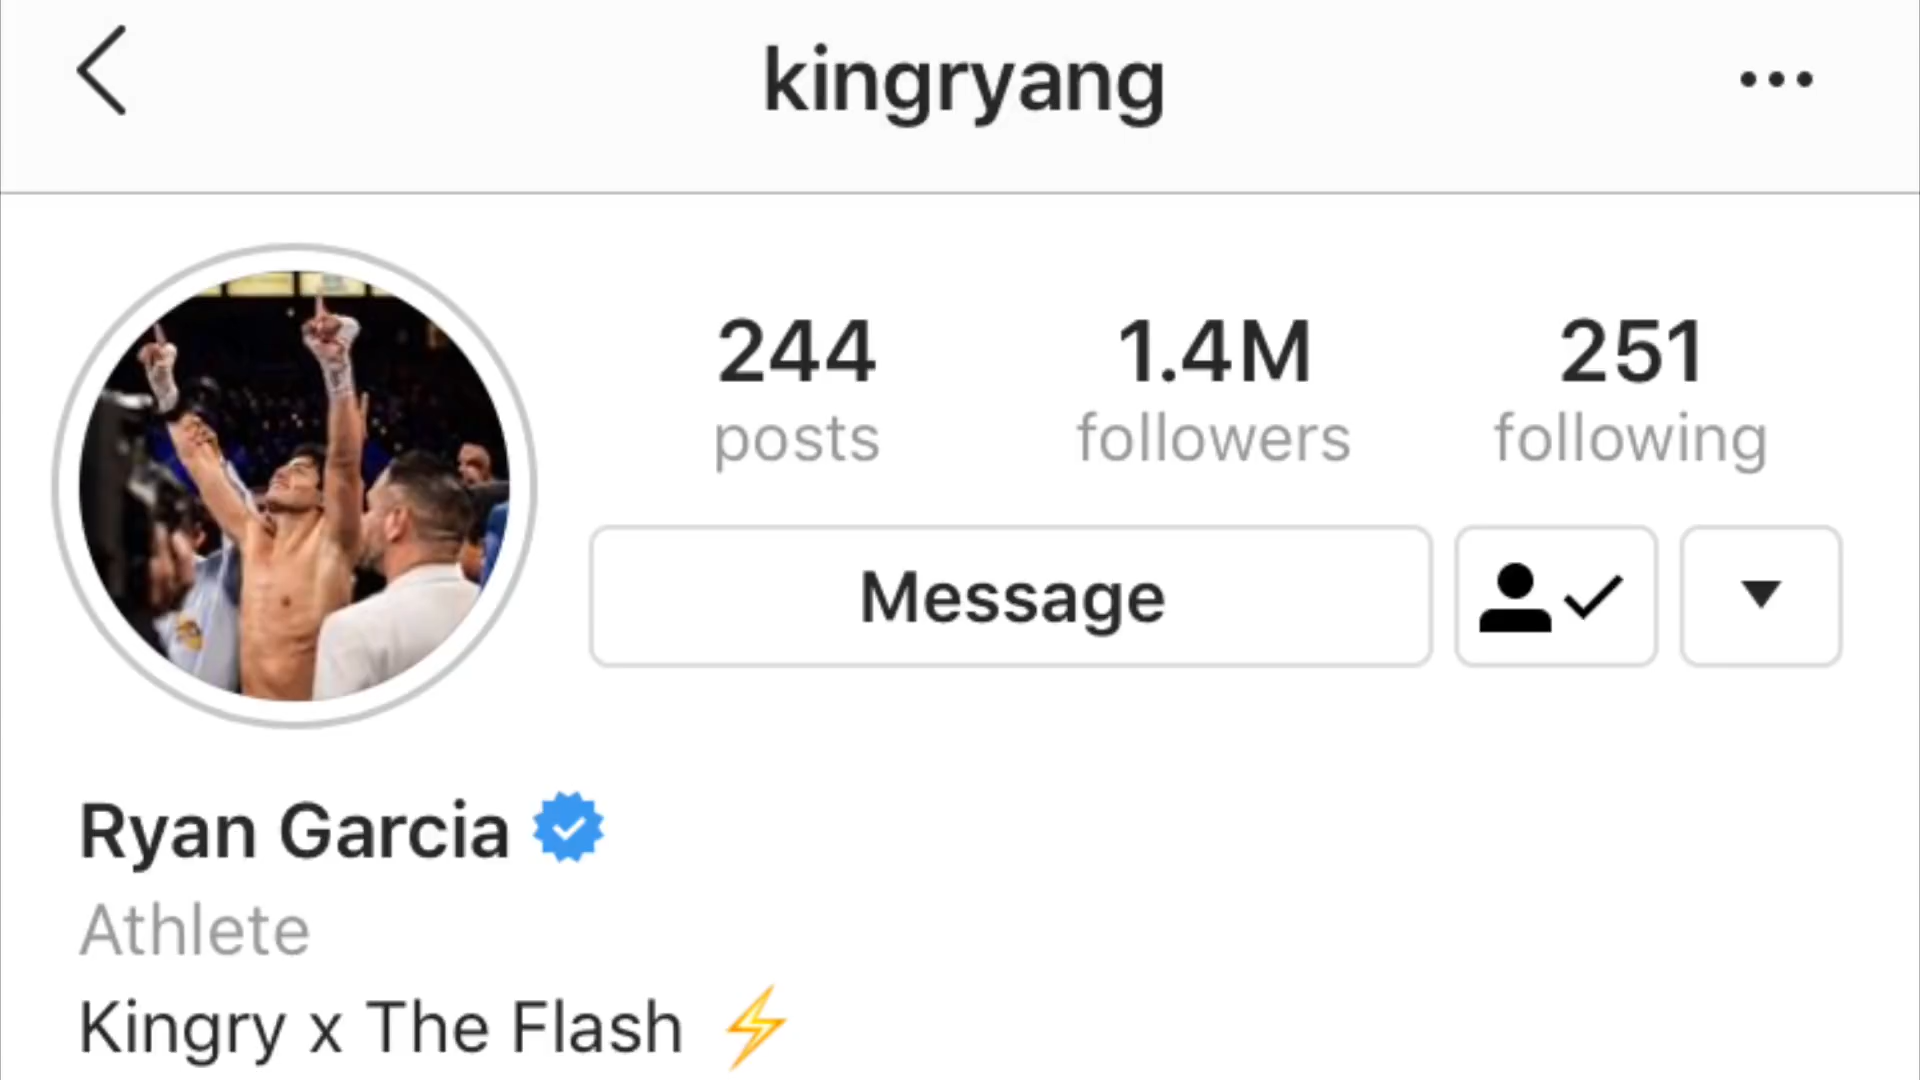 kingryang
244 1.4M 251
posts followers following
Message
Ryan Garcia
Athlete
Kingry x The Flash ⚡